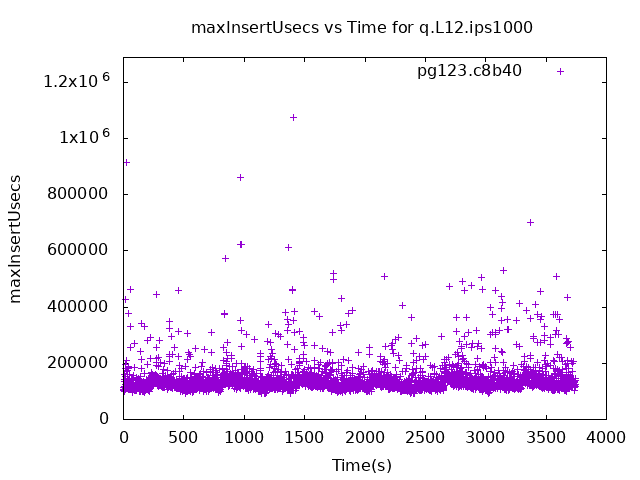 maxInsertUsecs vs Time for q.L12.ips1000
pg123.c8b40
1.2x10^6
1x10^6
800000
600000
400000
200000
0
maxInsertUsecs
0 500 1000 1500 2000 2500 3000 3500 4000
Time(s)